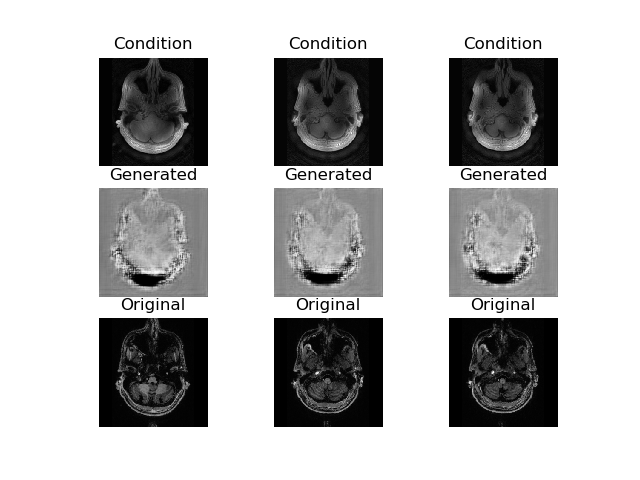 Condition Condition Condition
Generated Generated Generated
Original Original Original